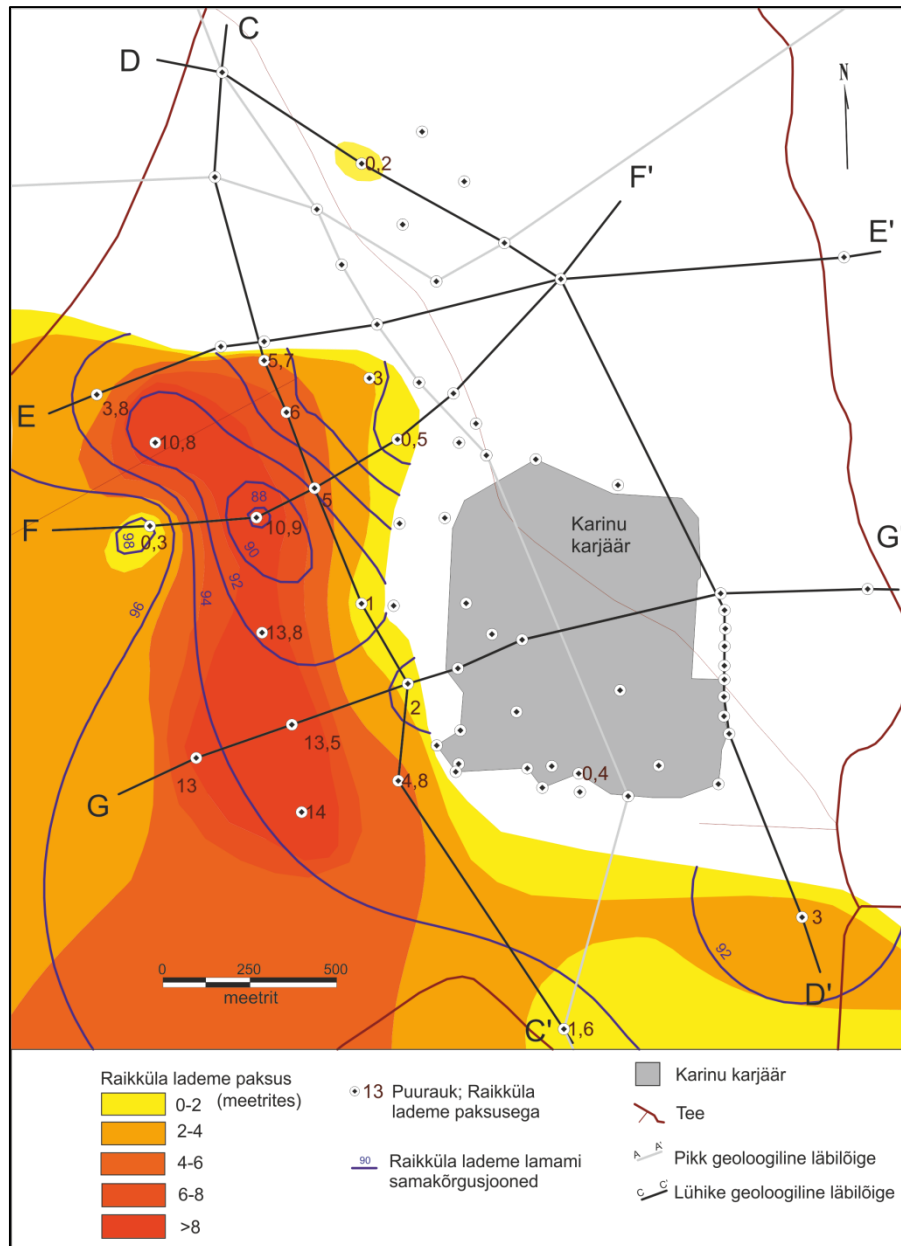 C
D
N
0,2
F'
E'
5,7
3
E
3,8
6
10,8
0,5
5
F
88
10,9
0,3
98
90
Karinu
karjäär
G
92
94
96
1
13,8
2
13,5
13
G
4,8
0,4
14
3
92
D'
0 250 500
meetrit
C'
1,6
Raikküla lademe paksus
(meetrites)
0-2
2-4
4-6
6-8
>8
13 Puurauk; Raikküla
lademe paksusega
90
Raikküla lademe lamami
samakõrgusjooned
Karinu karjäär
Tee
A A'
Pikk geoloogiline läbilõige
C C'
Lühike geoloogiline läbilõige